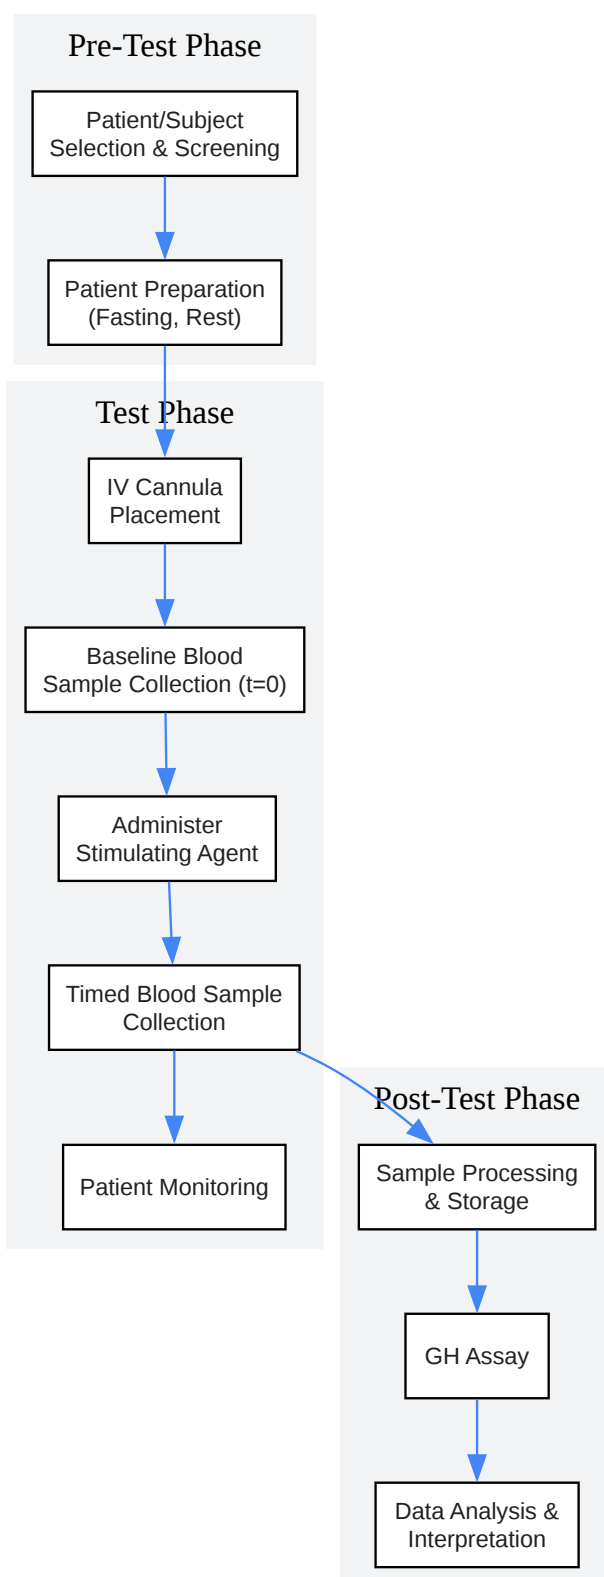 Pre-Test Phase
Patient/Subject
Selection & Screening
Patient Preparation
(Fasting, Rest)
Test Phase
IV Cannula
Placement
Baseline Blood
Sample Collection (t=0)
Administer
Stimulating Agent
Timed Blood Sample
Collection
Patient Monitoring
Post-Test Phase
Sample Processing
& Storage
GH Assay
Data Analysis &
Interpretation